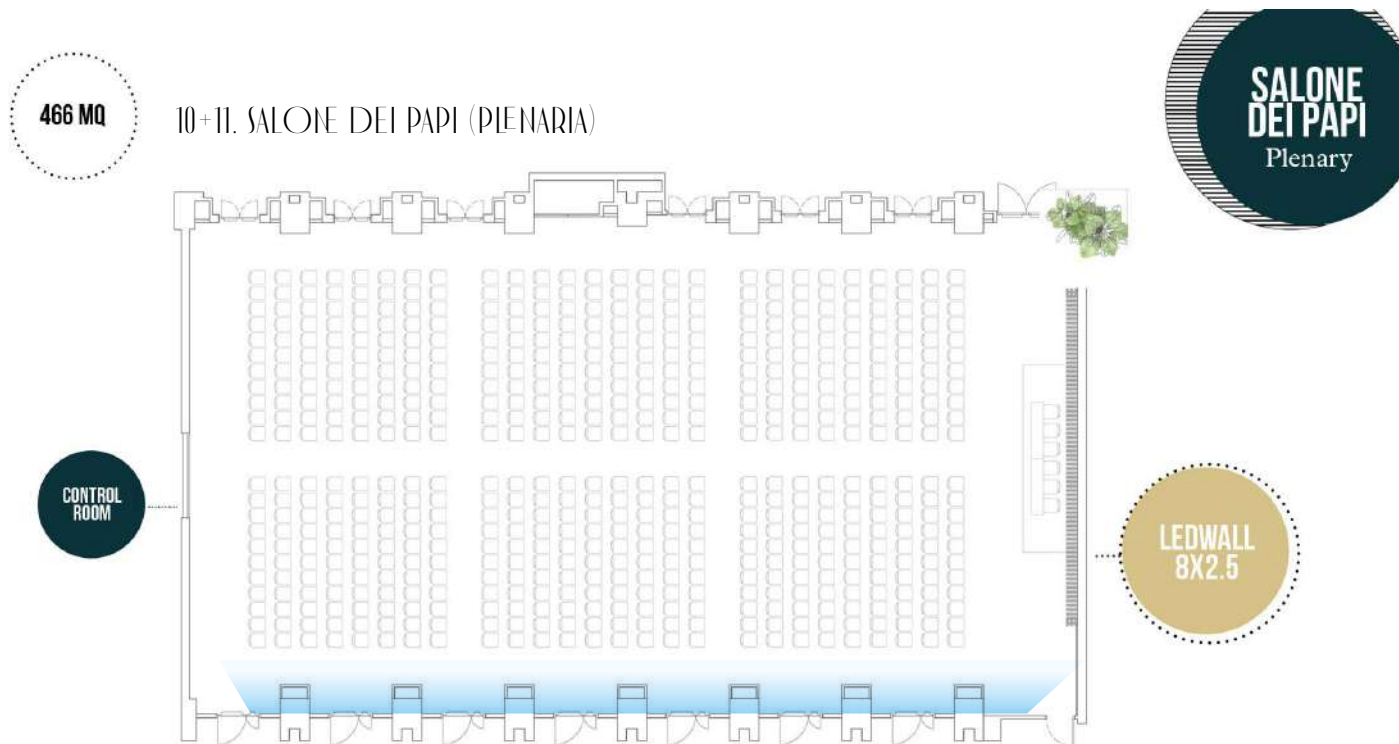 466 MQ
10+11. SALONE DEI PAPI (PLENARIA)
SALONE
DEI PAPI
Plenary
CONTROL
ROOM
LEDWALL
8X2.5